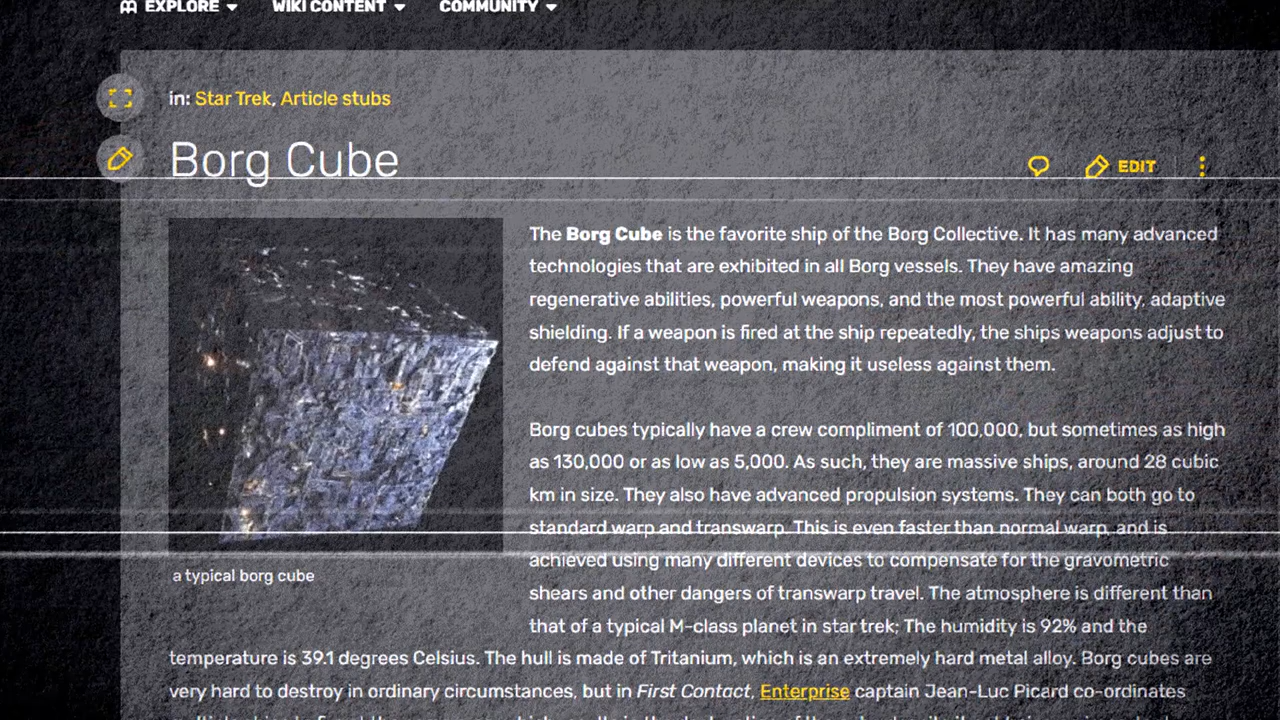 EXPLORE WIKI CONTENT COMMUNITY
in: Star Trek, Article stubs
Borg Cube
EDIT
The Borg Cube is the favorite ship of the Borg Collective. It has many advanced
technologies that are exhibited in all Borg vessels. They have amazing
regenerative abilities, powerful weapons, and the most powerful ability, adaptive
shielding. If a weapon is fired at the ship repeatedly, the ships weapons adjust to
defend against that weapon, making it useless against them.
Borg cubes typically have a crew compliment of 100,000, but sometimes as high
as 130,000 or as low as 5,000. As such, they are massive ships, around 28 cubic
km in size. They also have advanced propulsion systems. They can both go to
standard warp and transwarp. This is even faster than normal warp, and is
achieved using many different devices to compensate for the gravometric
shears and other dangers of transwarp travel. The atmosphere is different than
that of a typical M-class planet in star trek; The humidity is 92% and the
temperature is 39.1 degrees Celsius. The hull is made of Tritanium, which is an extremely hard metal alloy. Borg cubes are
very hard to destroy in ordinary circumstances, but in First Contact, Enterprise captain Jean-Luc Picard co-ordinates
a typical borg cube